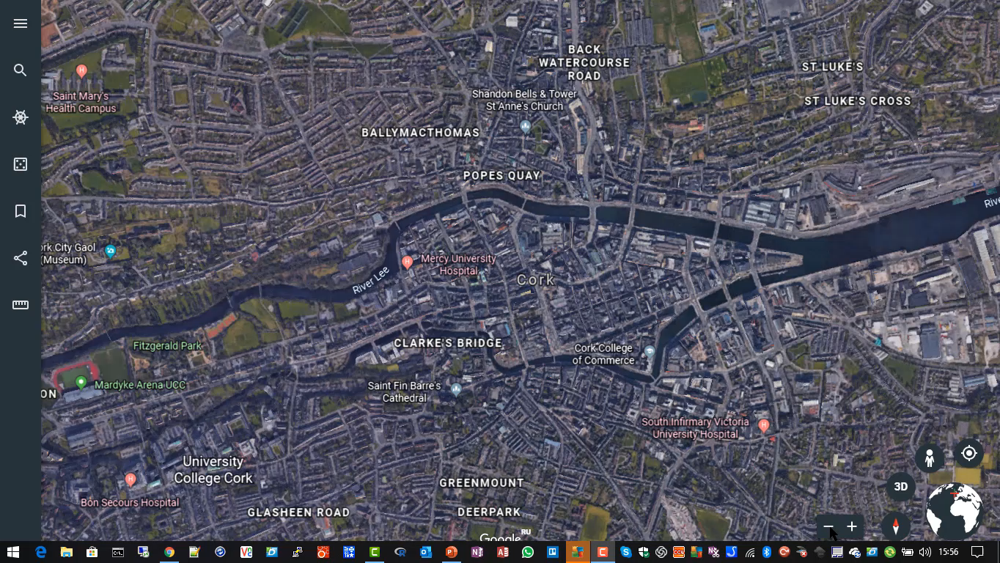 BACK
WATERCOURSE
ROAD
ST LUKE'S
Saint Mary's
Health Campus
Shandon Bells & Tower
St Anne's Church
ST LUKE'S CROSS
BALLYMACTHOMAS
POPES QUAY
ork City Gaol
(Museum)
Mercy University
Hospital
River Lee
Cork
Fitzgerald Park
CLARKE'S BRIDGE
Cork College
of Commerce
Mardyke Arena UCC
ON
Saint Fin Barre's
Cathedral
South Infirmary Victoria
University Hospital
University
College Cork
Bon Secours Hospital
GREENMOUNT
GLASHEEN ROAD
DEERPARK
3D
Google
15:56